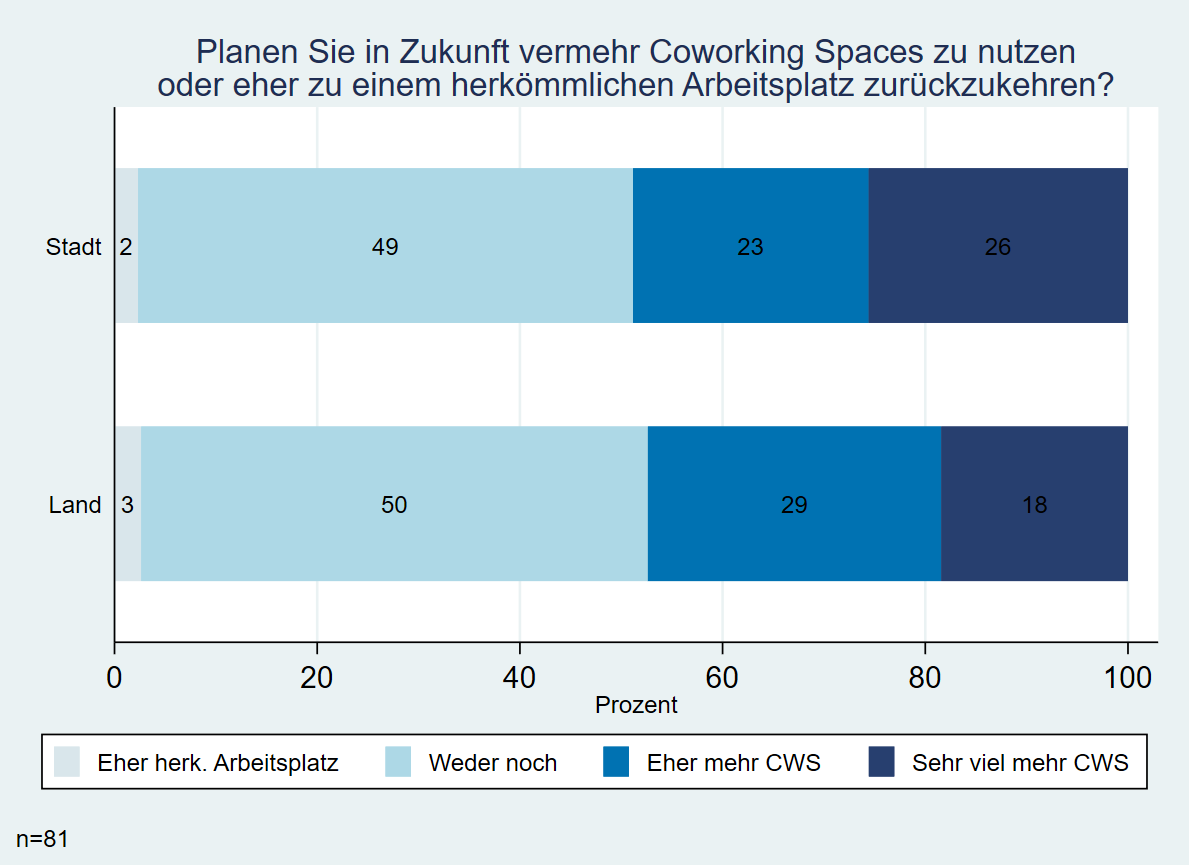 Planen Sie in Zukunft vermehr Coworking Spaces zu nutzen
oder eher zu einem herkömmlichen Arbeitsplatz zurückzukehren?
Stadt 2 49 23 26
Land 3 50 29 18
0 20 40 60 80 100
Prozent
Eher herk. Arbeitsplatz Weder noch Eher mehr CWS Sehr viel mehr CWS
n=81